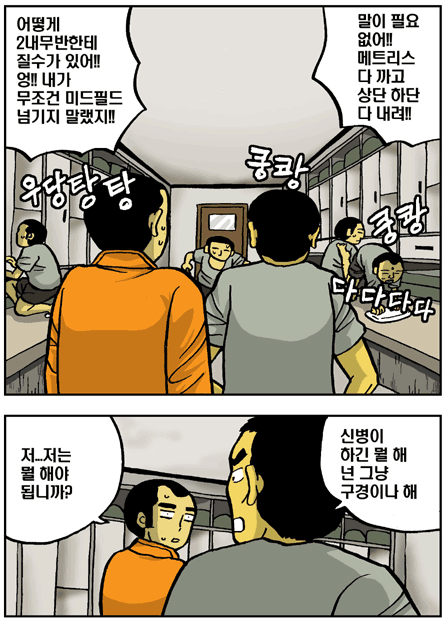 어떻게
2내무반한테
질수가 있어!!
엉!! 내가
무조건 미드필드
넘기지 말랬지!!
말이 필요
없어!!
메트리스
다 까고
상단 하단
다 내려!!
우당탕 탕
쿵쾅
쿵쾅
다다다다
저...저는
뭘 해야
됩니까?
신병이
하긴 뭘 해
넌 그냥
구경이나 해